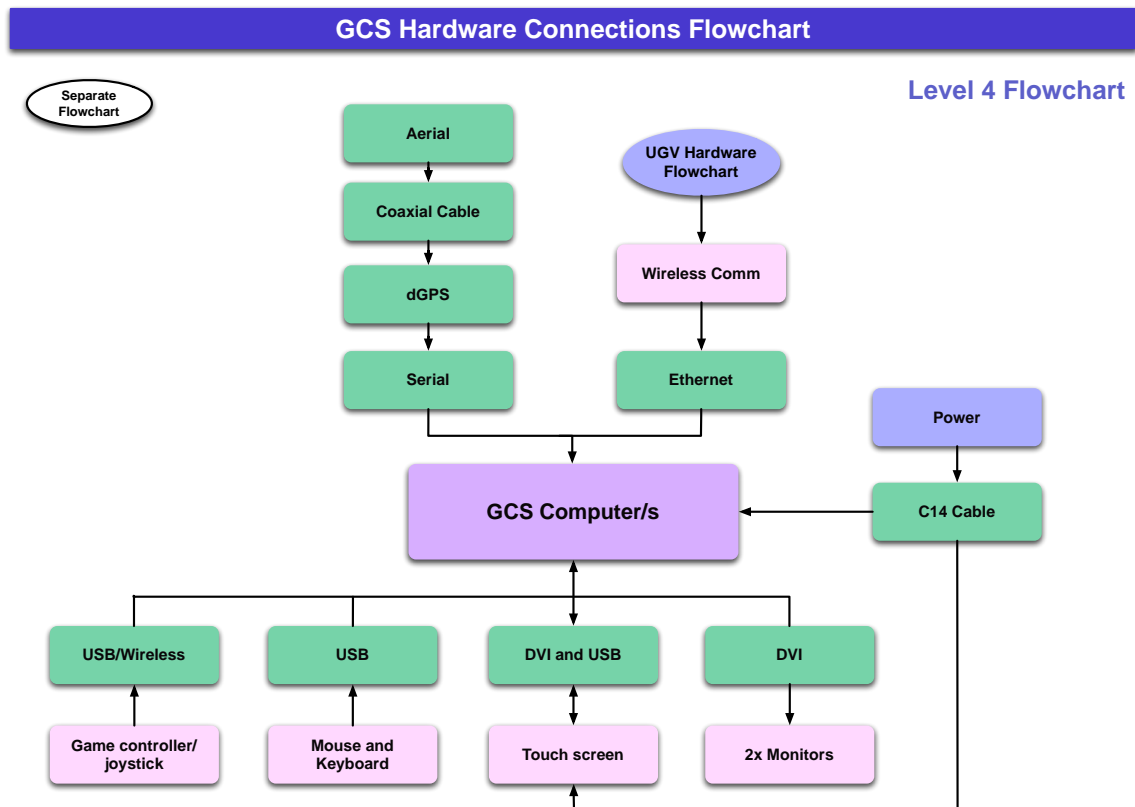 GCS Hardware Connections Flowchart
Level 4 Flowchart
Separate
Flowchart
Aerial
UGV Hardware
Flowchart
Coaxial Cable
Wireless Comm
dGPS
Serial
Ethernet
Power
GCS Computer/s
C14 Cable
USB/Wireless
USB
DVI and USB
DVI
Game controller/
joystick
Mouse and
Keyboard
Touch screen
2x Monitors